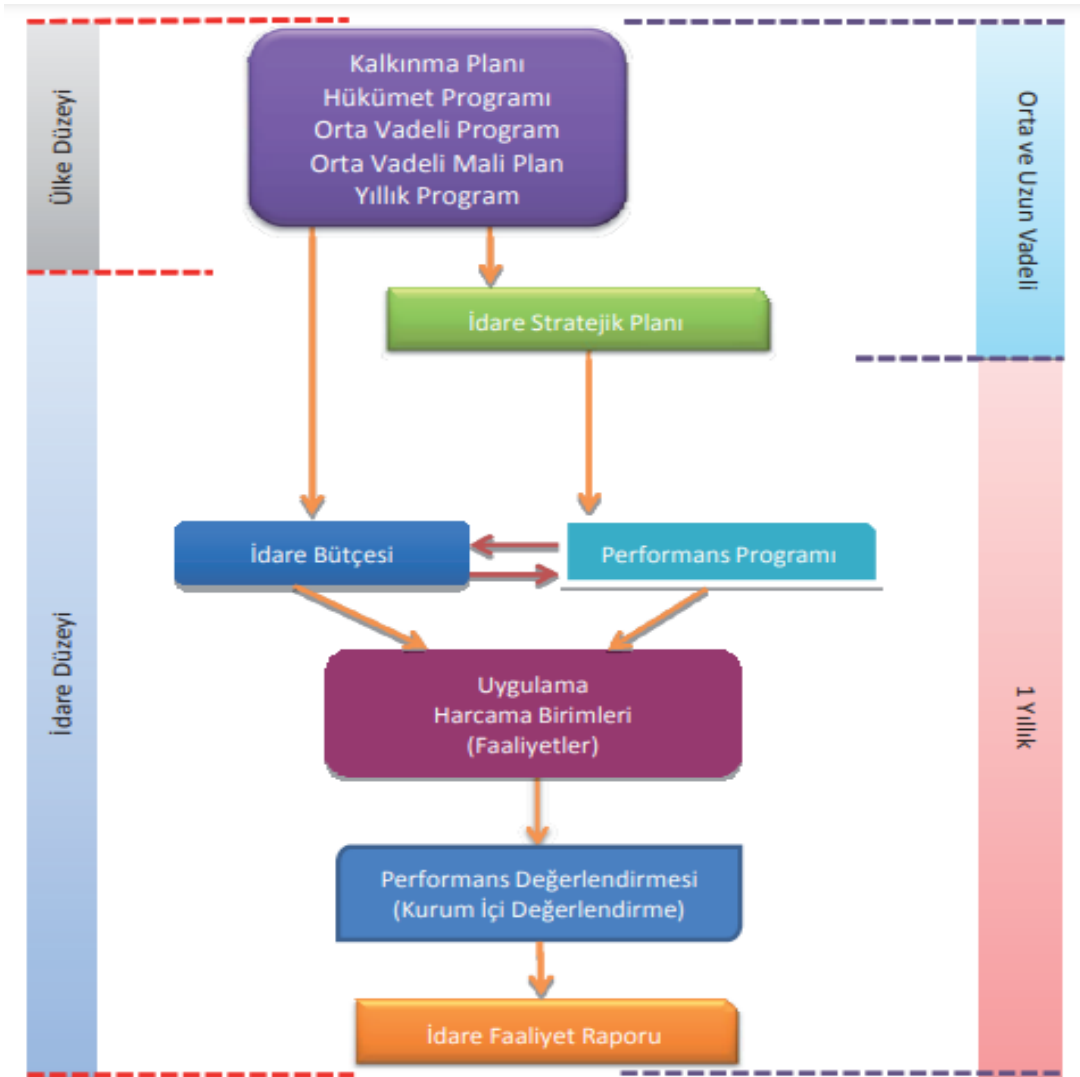 Ülke Düzeyi
Kalkınma Planı
Hükümet Programı
Orta Vadeli Program
Orta Vadeli Mali Plan
Yıllık Program
Orta ve Uzun Vadeli
İdare Stratejik Planı
İdare Düzeyi
İdare Bütçesi
Performans Programı
1 Yıllık
Uygulama
Harcama Birimleri
(Faaliyetler)
Performans Değerlendirmesi
(Kurum İçi Değerlendirme)
İdare Faaliyet Raporu